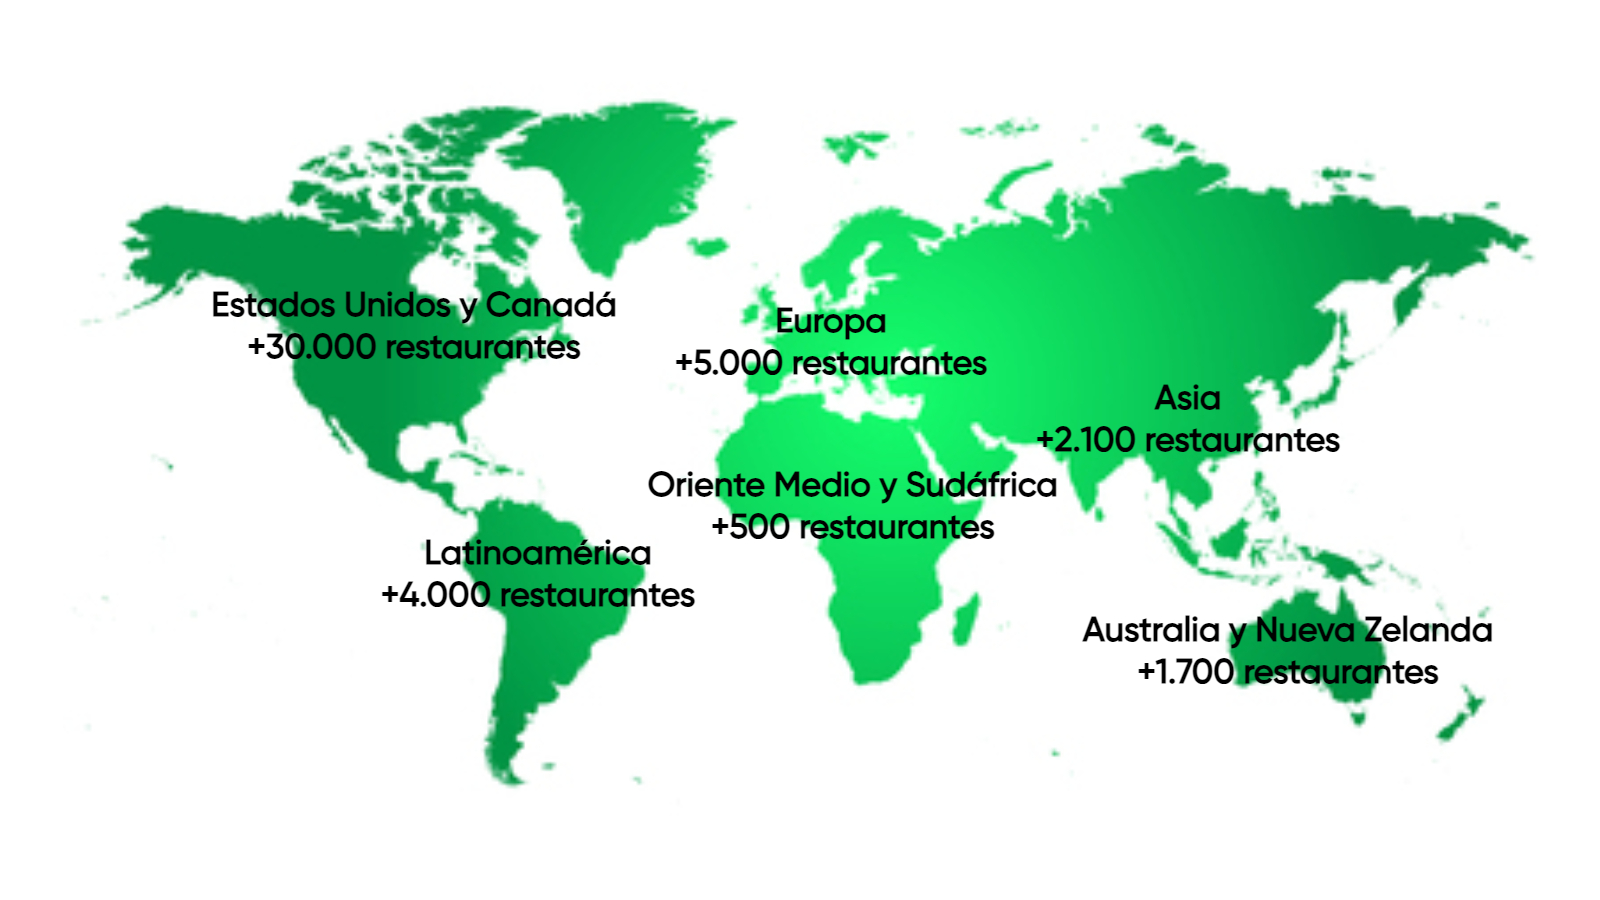 Estados Unidos y Canadá
+30.000 restaurantes
Europa
+5.000 restaurantes
Asia
+2.100 restaurantes
Oriente Medio y Sudáfrica
+500 restaurantes
Latinoamérica
+4.000 restaurantes
Australia y Nueva Zelanda
+1.700 restaurantes